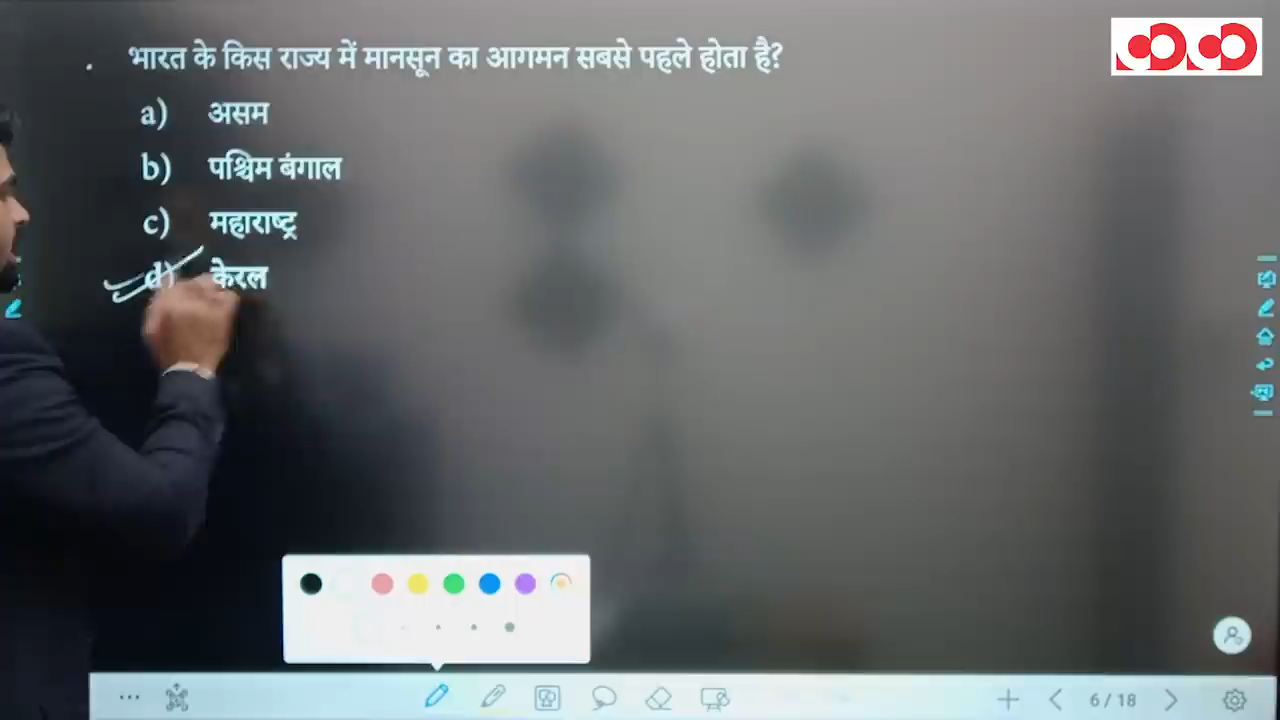 . भारत के किस राज्य में मानसून का आगमन सबसे पहले होता है?
a) असम
b) पश्चिम बंगाल
c) महाराष्ट्र
d) केरल
6 / 18